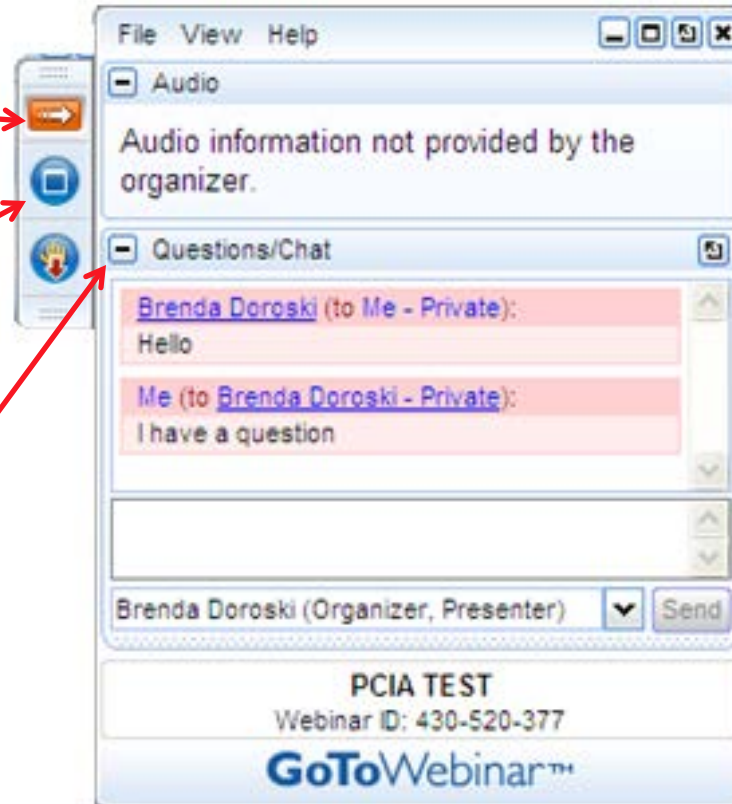 File View Help
Audio
Audio information not provided by the
organizer.
Questions/Chat
Brenda Doroski (to Me - Private):
Hello
Me (to Brenda Doroski - Private):
I have a question
Brenda Doroski (Organizer, Presenter) Send
PCIA TEST
Webinar ID: 430-520-377
GoToWebinar™